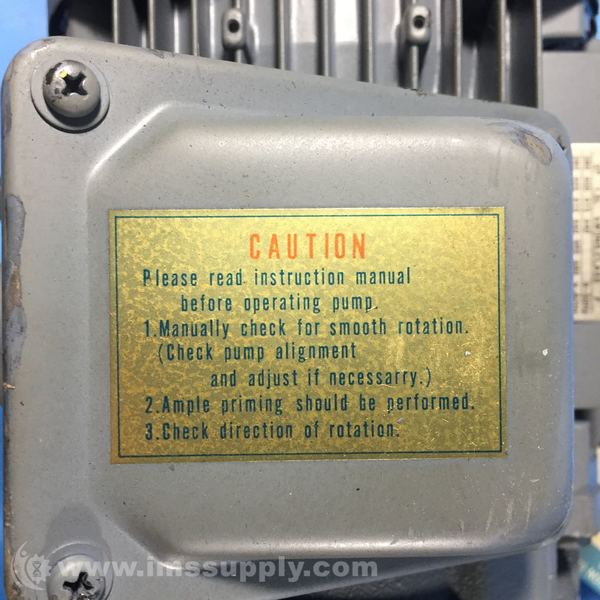 CAUTION
Please read instruction manual
before operating pump.
1.Manually check for smooth rotation.
(Check pump alignment
and adjust if necessarry.)
2.Ample priming should be performed.
3.Check direction of rotation.
www.imssupply.com/